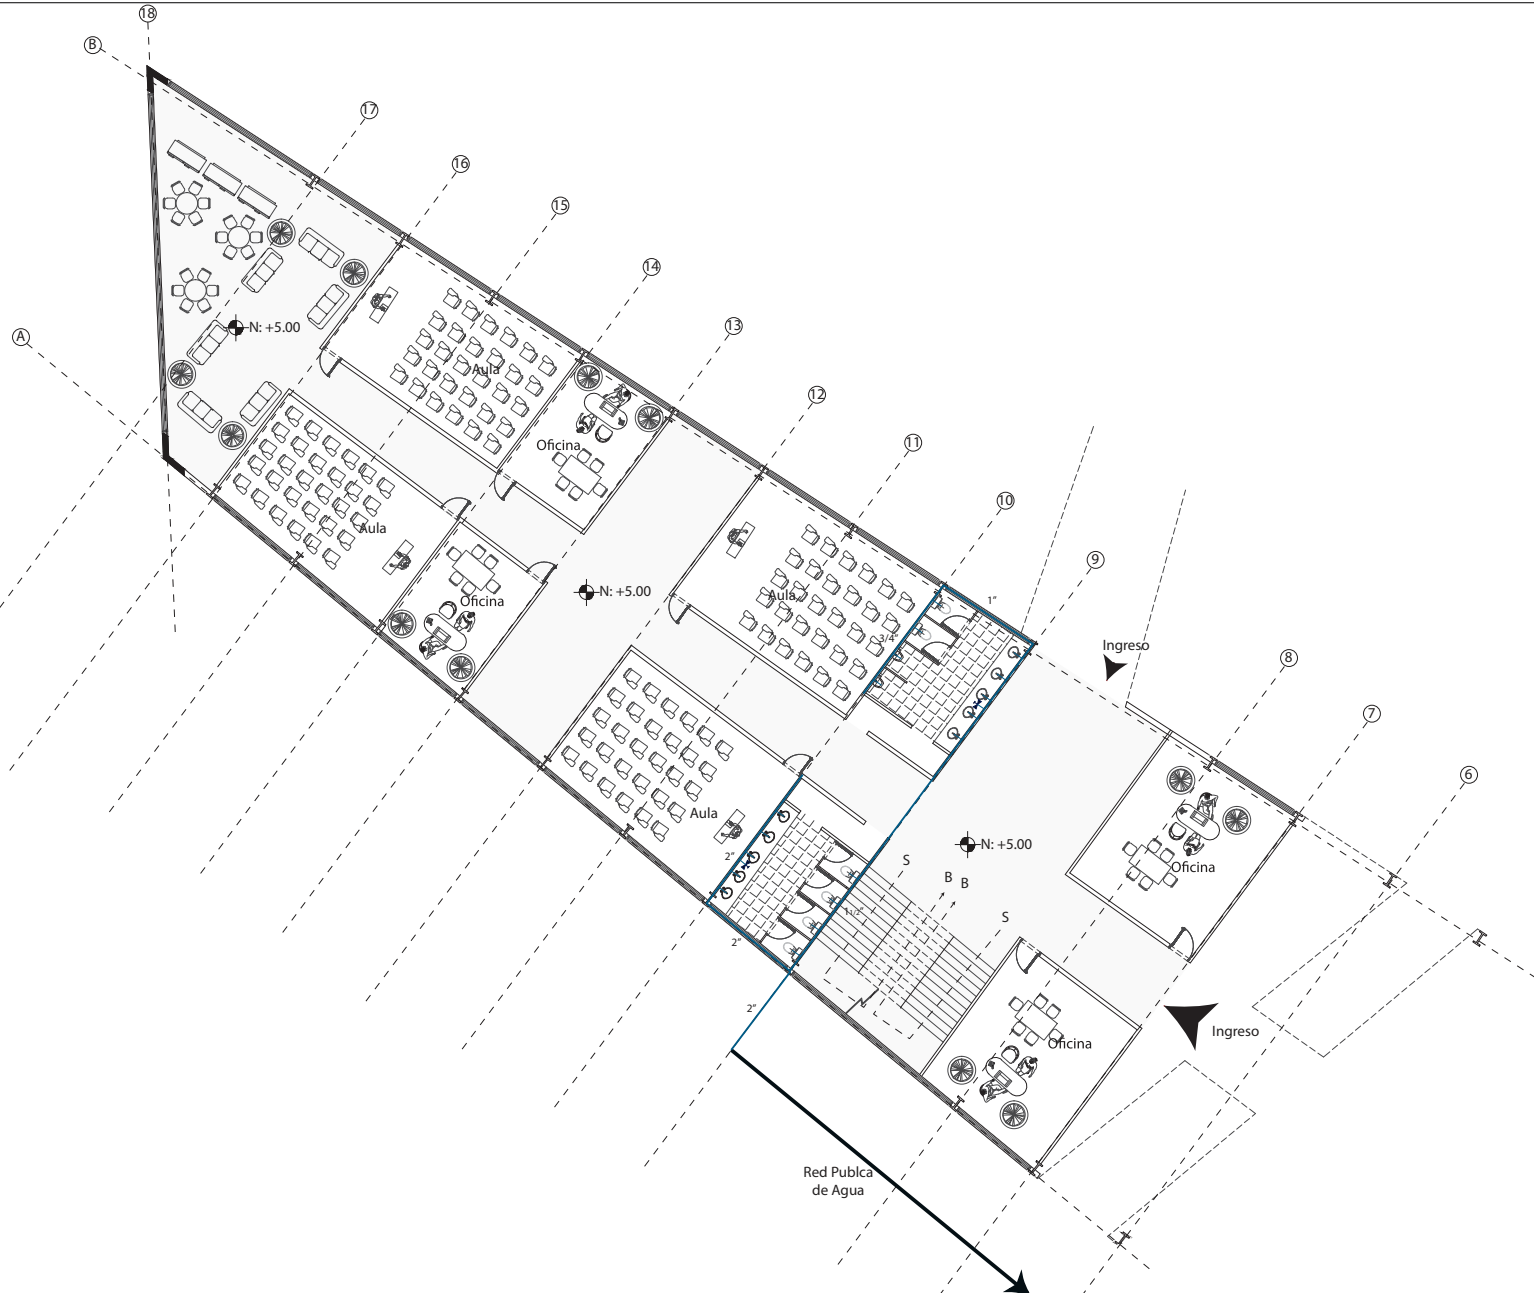 18
B
17
16
15
14
13
12
11
10
9
8
7
6
A
N: +5.00
Aula
Oficina
Aula
Oficina
N: +5.00
Aula
1"
3/4"
Ingreso
Aula
2"
N: +5.00
S
B
B
S
1 1/2"
2"
2"
Oficina
Ingreso
Oficina
Red Publca
de Agua